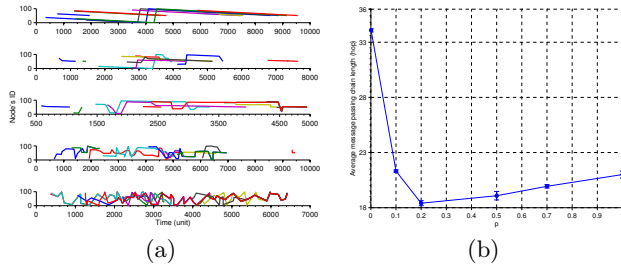 100
0
0 1000 2000 3000 4000 5000 6000 7000 8000 9000 10000
100
0
0 1000 2000 3000 4000 5000 6000 7000 8000
Node's ID
100
0
500 1500 2500 3500 4500 5000
100
0
0 1000 2000 3000 4000 5000 6000 7000 8000 9000 10000
100
0
0 1000 2000 3000 4000 5000 6000 7000
Time (unit)
(a)
Average message passing chain length (hop
36
33
28
23
18
0 0.1 0.2 0.3 0.4 0.5 0.6 0.7 0.8 0.9
p
(b)